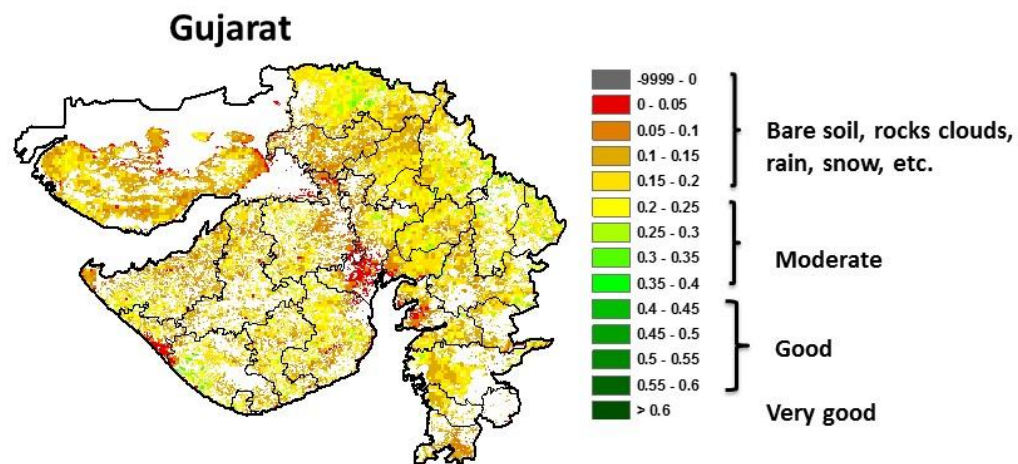 Gujarat
-9999 - 0
0 - 0.05
0.05 - 0.1
0.1 - 0.15
0.15 - 0.2
0.2 - 0.25
0.25 - 0.3
0.3 - 0.35
0.35 - 0.4
0.4 - 0.45
0.45 - 0.5
0.5 - 0.55
0.55 - 0.6
> 0.6
Bare soil, rocks clouds,
rain, snow, etc.
Moderate
Good
Very good